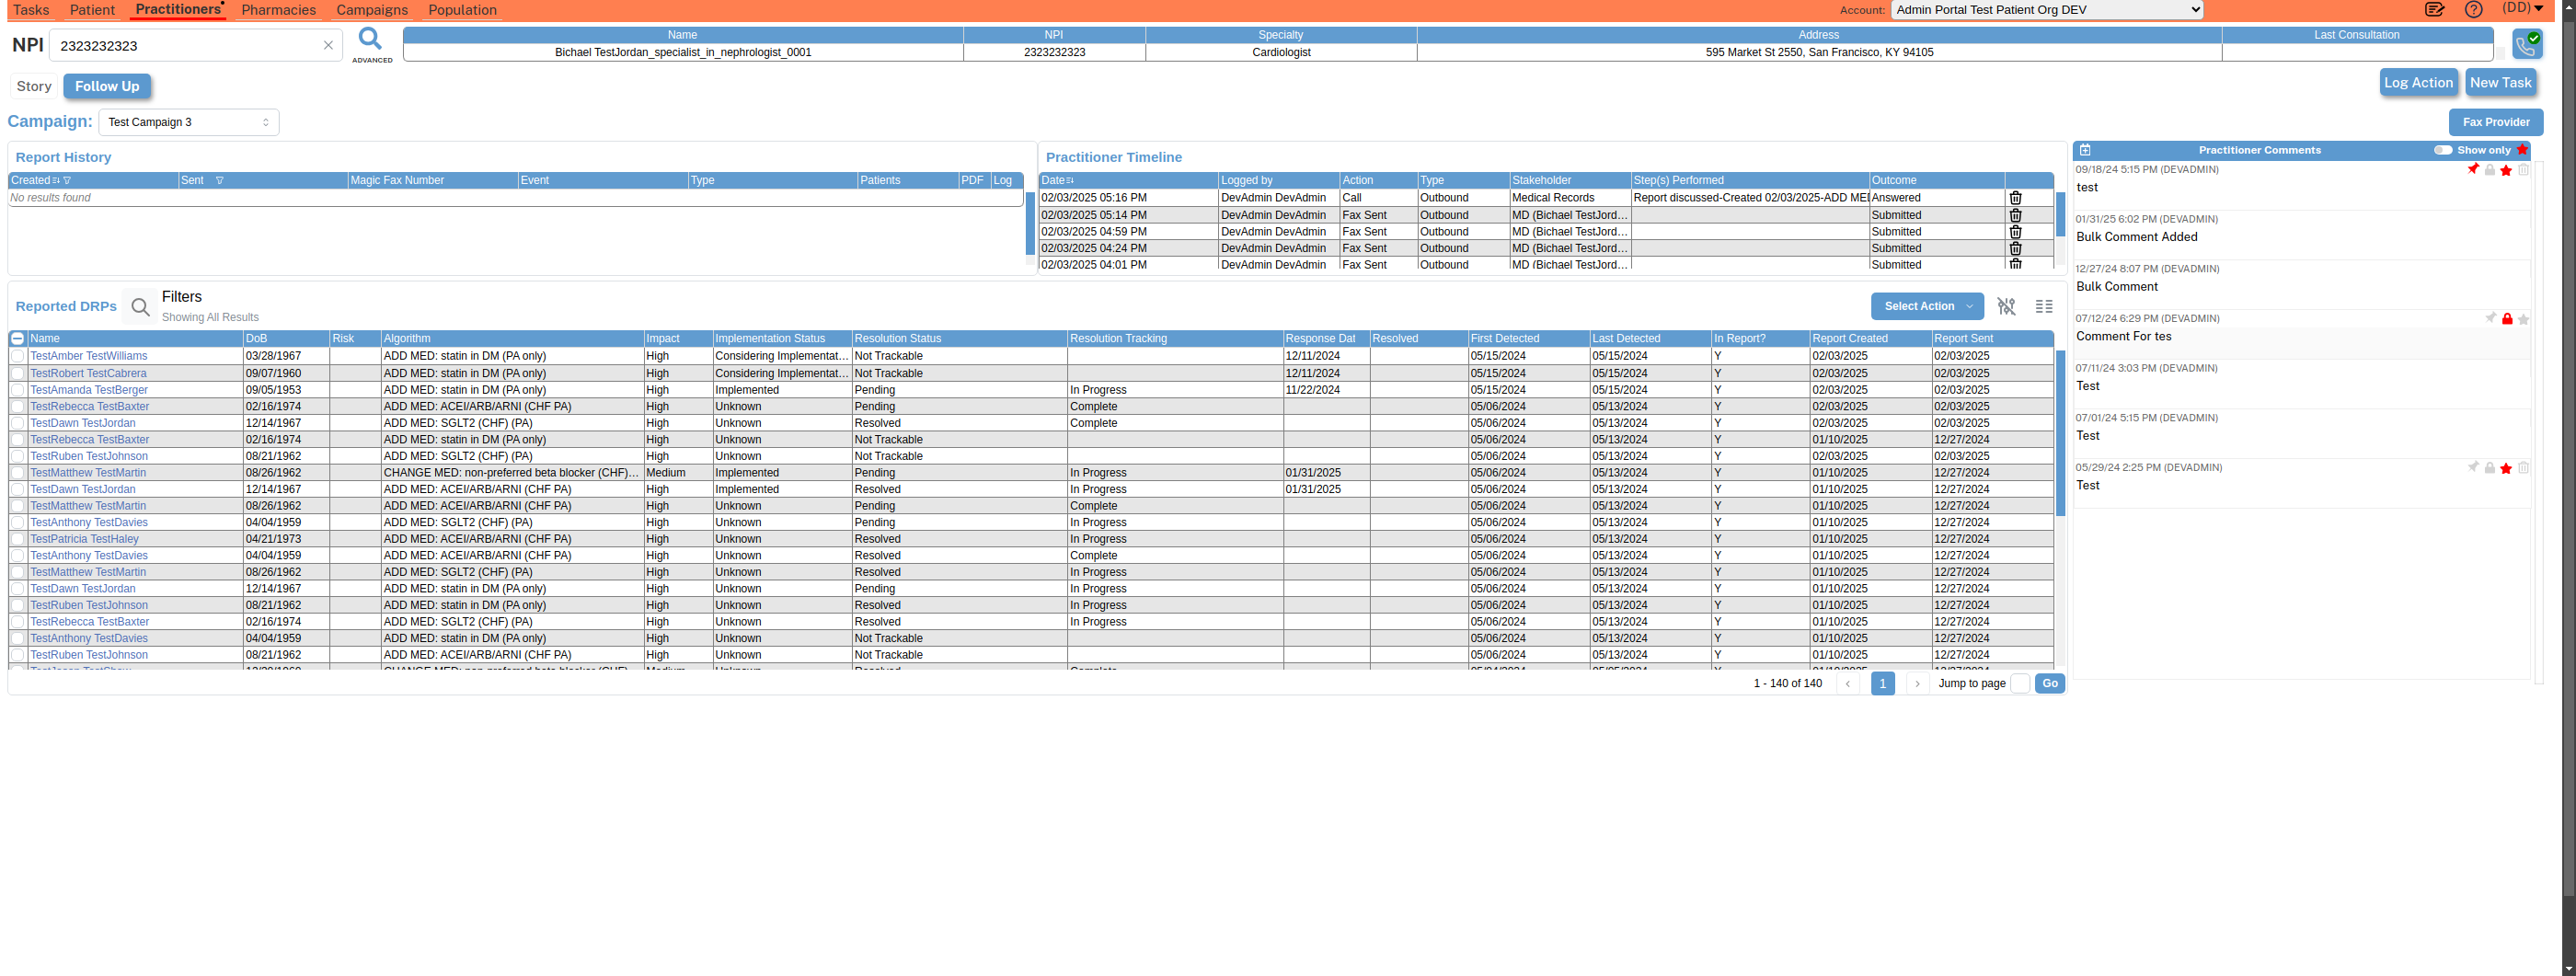 Tasks Patient Practitioners Pharmacies Campaigns Population Account: Admin Portal Test Patient Org DEV (DD)
NPI 2323232323 ADVANCED
Name NPI Specialty Address Last Consultation
Bichael TestJordan_specialist_in_nephrologist_0001 2323232323 Cardiologist 595 Market St 2550, San Francisco, KY 94105
Story Follow Up Log Action New Task
Campaign: Test Campaign 3 Fax Provider
Report History
Created Sent Magic Fax Number Event Type Patients PDF Log
No results found
Practitioner Timeline
Date Logged by Action Type Stakeholder Step(s) Performed Outcome
02/03/2025 05:16 PM DevAdmin DevAdmin Call Outbound Medical Records Report discussed-Created 02/03/2025-ADD MED Answered
02/03/2025 05:14 PM DevAdmin DevAdmin Fax Sent Outbound MD (Bichael TestJord... Submitted
02/03/2025 04:59 PM DevAdmin DevAdmin Fax Sent Outbound MD (Bichael TestJord... Submitted
02/03/2025 04:24 PM DevAdmin DevAdmin Fax Sent Outbound MD (Bichael TestJord... Submitted
02/03/2025 04:01 PM DevAdmin DevAdmin Fax Sent Outbound MD (Bichael TestJord... Submitted
Practitioner Comments Show only
09/18/24 5:15 PM (DEVADMIN)
test
01/31/25 6:02 PM (DEVADMIN)
Bulk Comment Added
12/27/24 8:07 PM (DEVADMIN)
Bulk Comment
07/12/24 6:29 PM (DEVADMIN)
Comment For tes
07/11/24 3:03 PM (DEVADMIN)
Test
07/01/24 5:15 PM (DEVADMIN)
Test
05/29/24 2:25 PM (DEVADMIN)
Test
Reported DRPs Filters
Showing All Results
Select Action
Name DoB Risk Algorithm Impact Implementation Status Resolution Status Resolution Tracking Response Dat Resolved First Detected Last Detected In Report? Report Created Report Sent
TestAmber TestWilliams 03/28/1967 ADD MED: statin in DM (PA only) High Considering Implementat... Not Trackable 12/11/2024 05/15/2024 05/15/2024 Y 02/03/2025 02/03/2025
TestRobert TestCabrera 09/07/1960 ADD MED: statin in DM (PA only) High Considering Implementat... Not Trackable 12/11/2024 05/15/2024 05/15/2024 Y 02/03/2025 02/03/2025
TestAmanda TestBerger 09/05/1953 ADD MED: statin in DM (PA only) High Implemented Pending In Progress 11/22/2024 05/15/2024 05/15/2024 Y 02/03/2025 02/03/2025
TestRebecca TestBaxter 02/16/1974 ADD MED: ACEI/ARB/ARNI (CHF PA) High Unknown Pending Complete 05/06/2024 05/13/2024 Y 02/03/2025 02/03/2025
TestDawn TestJordan 12/14/1967 ADD MED: SGLT2 (CHF) (PA) High Unknown Resolved Complete 05/06/2024 05/13/2024 Y 02/03/2025 02/03/2025
TestRebecca TestBaxter 02/16/1974 ADD MED: statin in DM (PA only) High Unknown Not Trackable 05/06/2024 05/13/2024 Y 01/10/2025 12/27/2024
TestRuben TestJohnson 08/21/1962 ADD MED: SGLT2 (CHF) (PA) High Unknown Not Trackable 05/06/2024 05/13/2024 Y 02/03/2025 02/03/2025
TestMatthew TestMartin 08/26/1962 CHANGE MED: non-preferred beta blocker (CHF)... Medium Implemented Pending In Progress 01/31/2025 05/06/2024 05/13/2024 Y 01/10/2025 12/27/2024
TestDawn TestJordan 12/14/1967 ADD MED: ACEI/ARB/ARNI (CHF PA) High Implemented Resolved In Progress 01/31/2025 05/06/2024 05/13/2024 Y 01/10/2025 12/27/2024
TestMatthew TestMartin 08/26/1962 ADD MED: ACEI/ARB/ARNI (CHF PA) High Unknown Pending Complete 05/06/2024 05/13/2024 Y 01/10/2025 12/27/2024
TestAnthony TestDavies 04/04/1959 ADD MED: SGLT2 (CHF) (PA) High Unknown Pending In Progress 05/06/2024 05/13/2024 Y 01/10/2025 12/27/2024
TestPatricia TestHaley 04/21/1973 ADD MED: ACEI/ARB/ARNI (CHF PA) High Unknown Resolved In Progress 05/06/2024 05/13/2024 Y 01/10/2025 12/27/2024
TestAnthony TestDavies 04/04/1959 ADD MED: ACEI/ARB/ARNI (CHF PA) High Unknown Resolved Complete 05/06/2024 05/13/2024 Y 01/10/2025 12/27/2024
TestMatthew TestMartin 08/26/1962 ADD MED: SGLT2 (CHF) (PA) High Unknown Resolved In Progress 05/06/2024 05/13/2024 Y 01/10/2025 12/27/2024
TestDawn TestJordan 12/14/1967 ADD MED: statin in DM (PA only) High Unknown Pending In Progress 05/06/2024 05/13/2024 Y 01/10/2025 12/27/2024
TestRuben TestJohnson 08/21/1962 ADD MED: statin in DM (PA only) High Unknown Resolved In Progress 05/06/2024 05/13/2024 Y 01/10/2025 12/27/2024
TestRebecca TestBaxter 02/16/1974 ADD MED: SGLT2 (CHF) (PA) High Unknown Resolved In Progress 05/06/2024 05/13/2024 Y 01/10/2025 12/27/2024
TestAnthony TestDavies 04/04/1959 ADD MED: statin in DM (PA only) High Unknown Not Trackable 05/06/2024 05/13/2024 Y 01/10/2025 12/27/2024
TestRuben TestJohnson 08/21/1962 ADD MED: ACEI/ARB/ARNI (CHF PA) High Unknown Not Trackable 05/06/2024 05/13/2024 Y 01/10/2025 12/27/2024
1 - 140 of 140 1 Jump to page Go